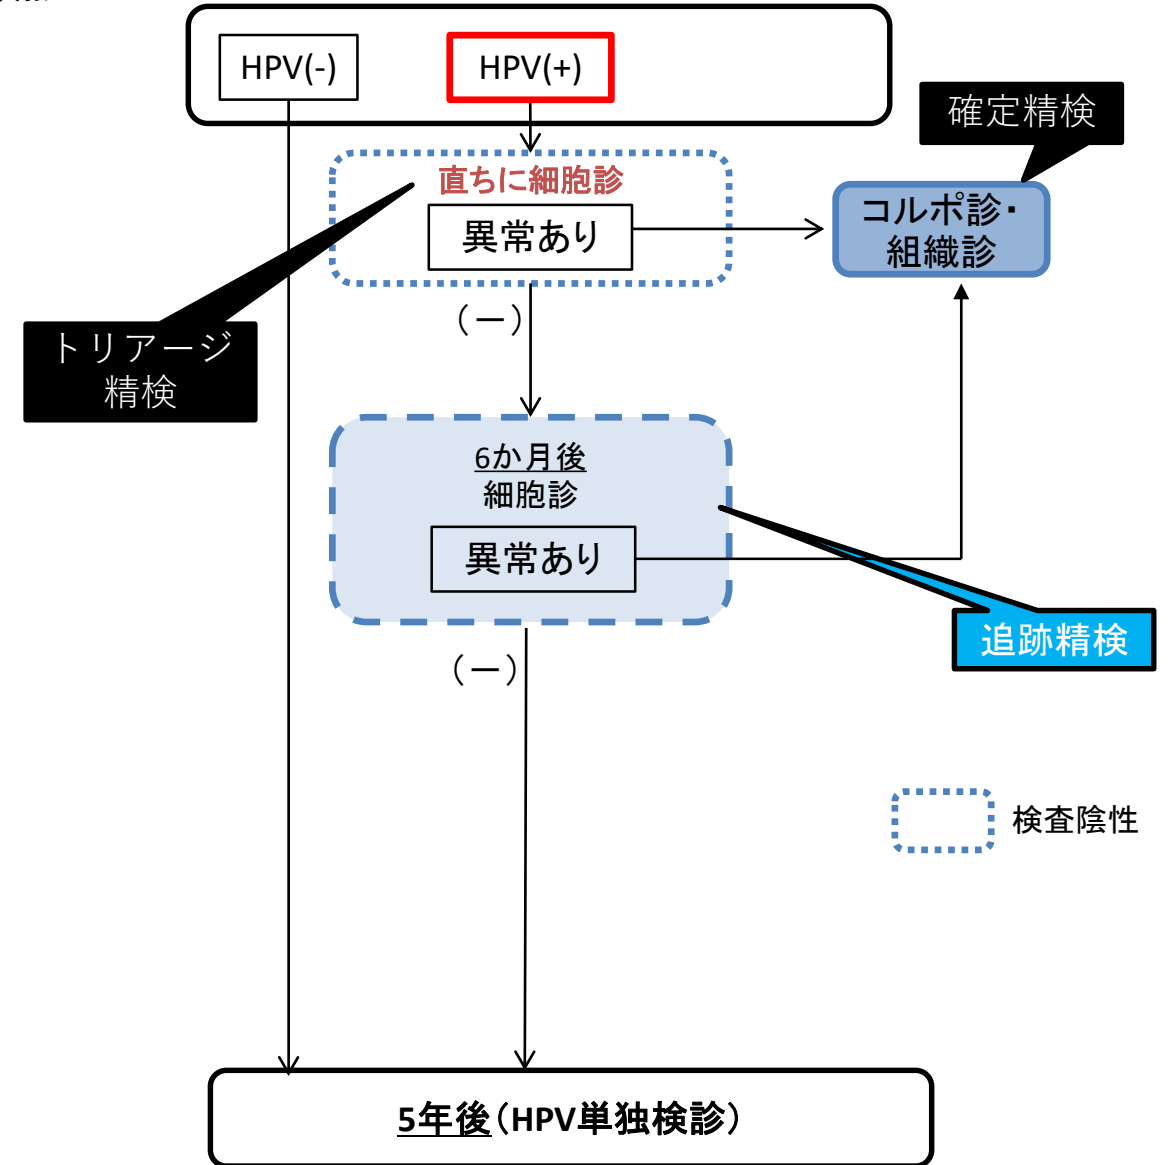 HPV(-)
HPV(+)
確定精検
直ちに細胞診
異常あり
コルポ診・
組織診
(－)
トリアージ
精検
6か月後
細胞診
異常あり
追跡精検
(－)
検査陰性
5年後(HPV単独検診)